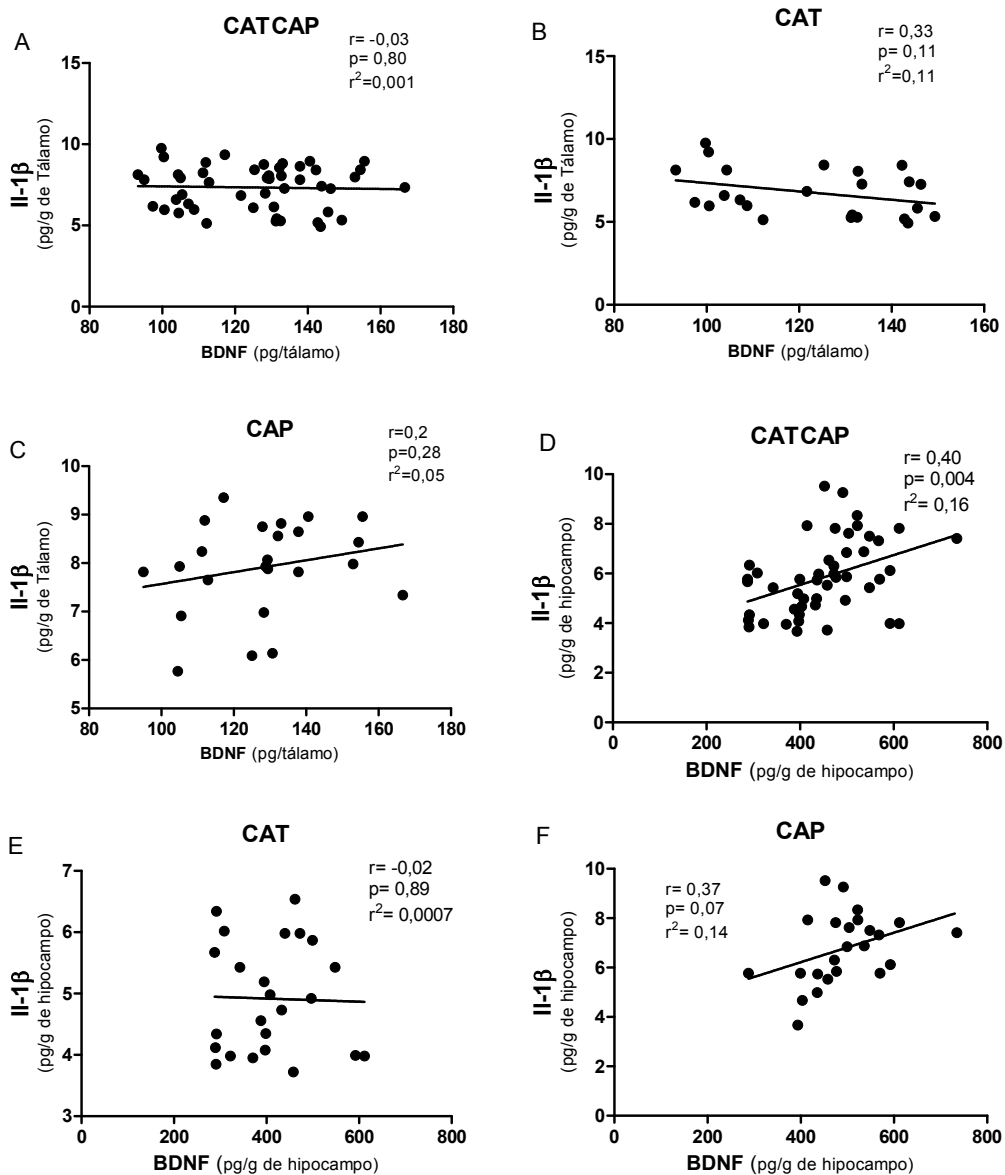 A
CATCAP
r= -0,03
p= 0,80
r²=0,001
15
10
5
0
80 100 120 140 160 180
Il-1β
(pg/g de Tálamo)
BDNF (pg/tálamo)
B
CAT
r= 0,33
p= 0,11
r²=0,11
15
10
5
0
80 100 120 140 160
Il-1β
(pg/g de Tálamo)
BDNF (pg/tálamo)
C
CAP
r=0,2
p=0,28
r²=0,05
10
9
8
7
6
5
80 100 120 140 160 180
Il-1β
(pg/g de Tálamo)
BDNF (pg/tálamo)
D
CATCAP
r= 0,40
p= 0,004
r²= 0,16
10
8
6
4
2
0
0 200 400 600 800
Il-1β
(pg/g de hipocampo)
BDNF (pg/g de hipocampo)
E
CAT
r= -0,02
p= 0,89
r²= 0,0007
7
6
5
4
3
0 200 400 600 800
Il-1β
(pg/g de hipocampo)
BDNF (pg/g de hipocampo)
F
CAP
r= 0,37
p= 0,07
r²= 0,14
10
8
6
4
2
0
0 200 400 600 800
Il-1β
(pg/g de hipocampo)
BDNF (pg/g de hipocampo)